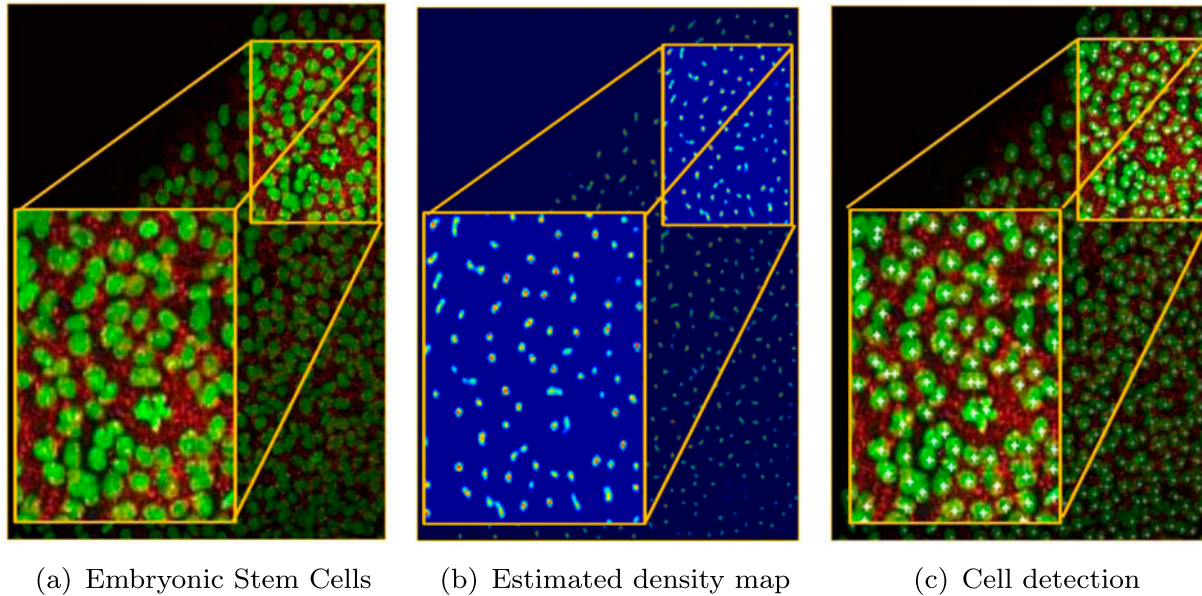 (a) Embryonic Stem Cells
(b) Estimated density map
(c) Cell detection